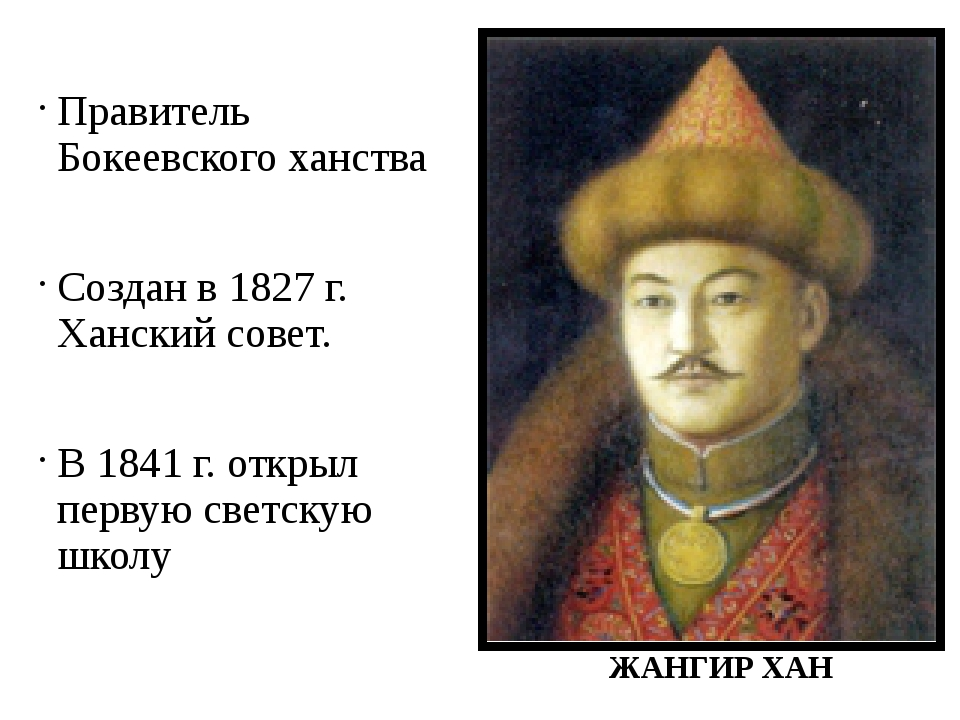 · Правитель
Бокеевского ханства
· Создан в 1827 г.
Ханский совет.
· В 1841 г. открыл
первую светскую
школу
ЖАНГИР ХАН